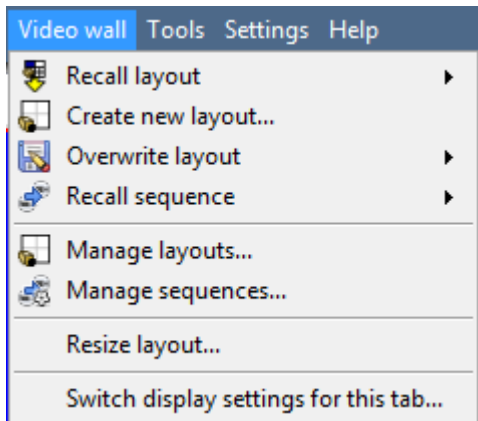 Video wall Tools Settings Help
Recall layout
Create new layout...
Overwrite layout
Recall sequence
Manage layouts...
Manage sequences...
Resize layout...
Switch display settings for this tab...